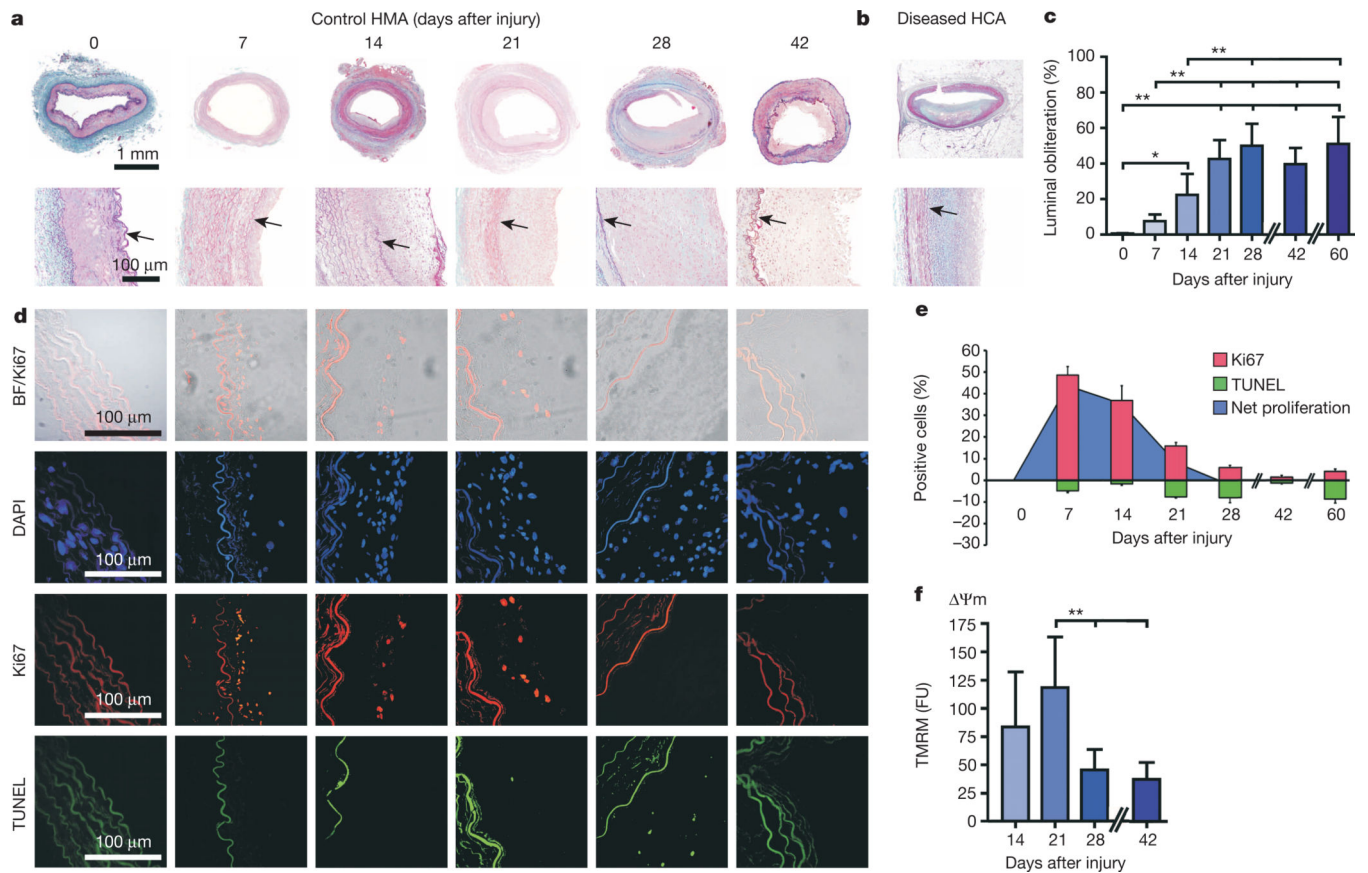 a
Control HMA (days after injury)
0 7 14 21 28 42
1 mm
100 μm
b
Diseased HCA
c
Luminal obliteration (%)
100
80
60
40
20
0
**
**
**
*
0 7 14 21 28 42 60
Days after injury
d
BF/Ki67
100 μm
DAPI
100 μm
Ki67
100 μm
TUNEL
100 μm
e
Positive cells (%)
60
50
40
30
20
10
0
–10
–20
–30
Ki67
TUNEL
Net proliferation
0 7 14 21 28 42 60
Days after injury
f
ΔΨm
TMRM (FU)
175
150
125
100
75
50
25
0
**
14 21 28 42
Days after injury